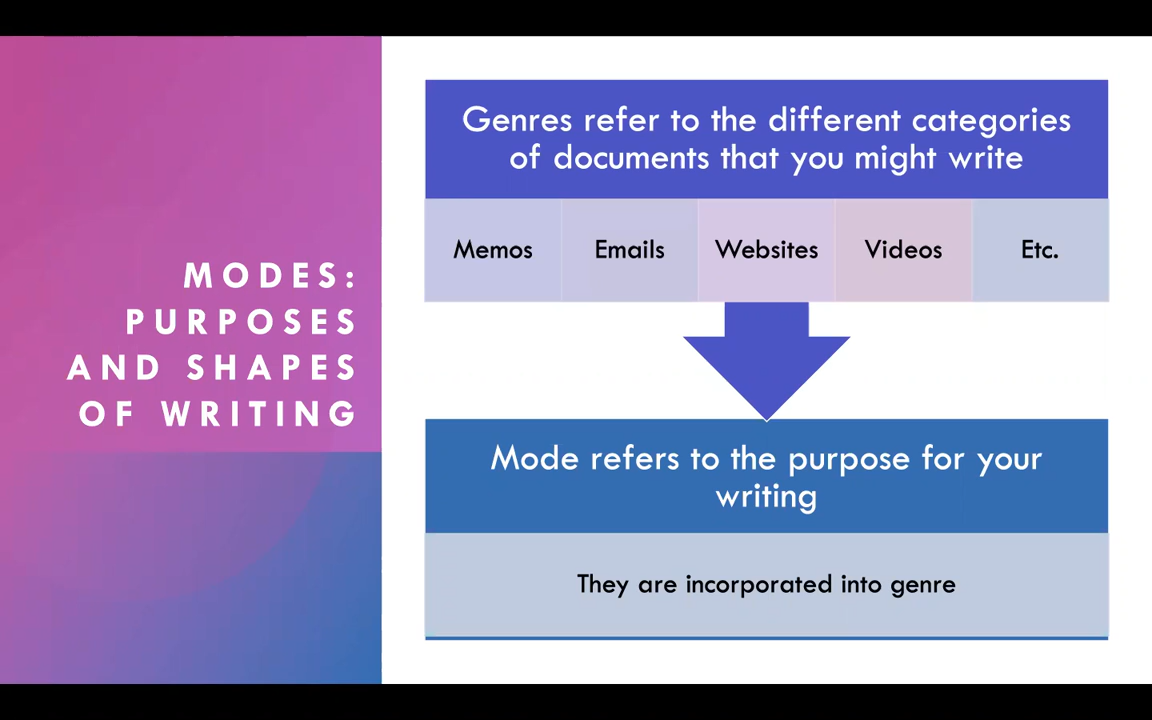 MODES:
PURPOSES
AND SHAPES
OF WRITING
Genres refer to the different categories
of documents that you might write
Memos
Emails
Websites
Videos
Etc.
Mode refers to the purpose for your
writing
They are incorporated into genre